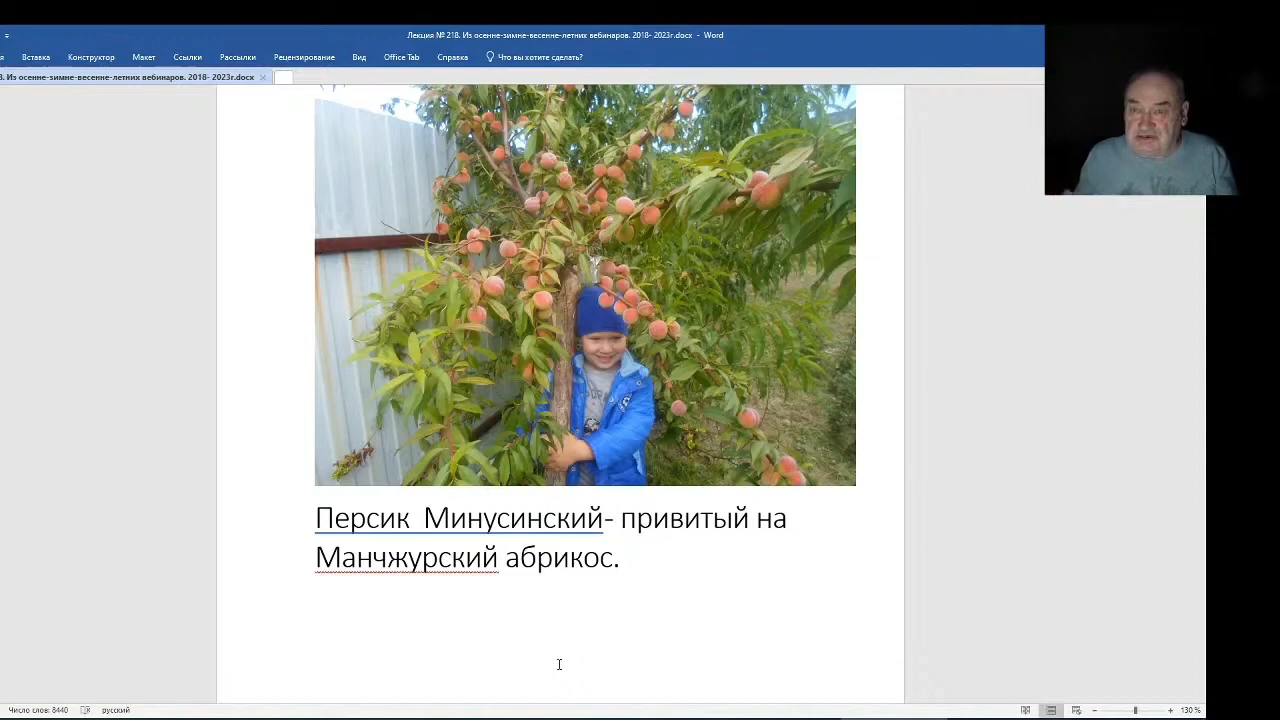 Лекция № 218. Из осенне-зимне-весенне-летних вебинаров. 2018- 2023г.docx - Word
Вставка Конструктор Макет Ссылки Рассылки Рецензирование Вид Office Tab Справка Что вы хотите сделать?
8. Из осенне-зимне-весенне-летних вебинаров. 2018- 2023г.docx
Персик Минусинский- привитый на
Манчжурский абрикос.
Число слов: 8440 русский 130 %